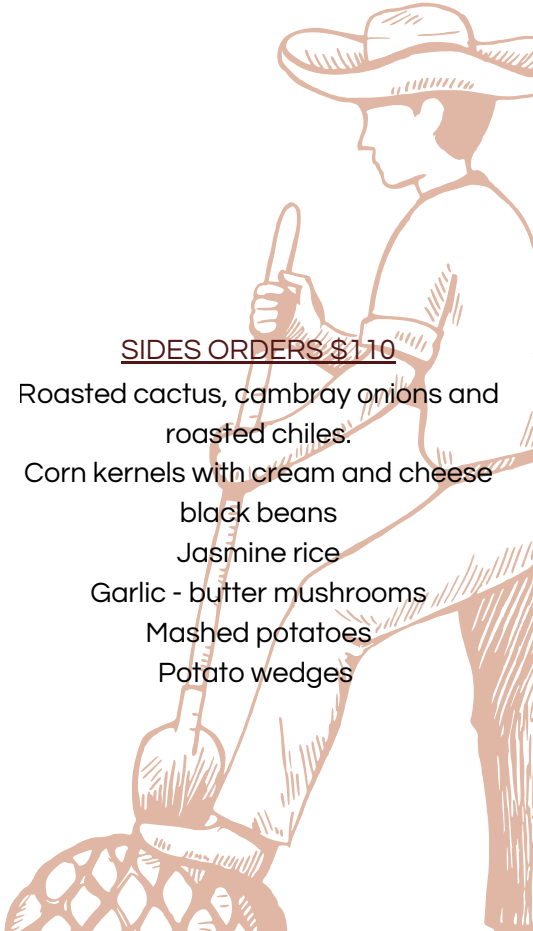 SIDES ORDERS $110
Roasted cactus, cambray onions and
roasted chiles.
Corn kernels with cream and cheese
black beans
Jasmine rice
Garlic - butter mushrooms
Mashed potatoes
Potato wedges